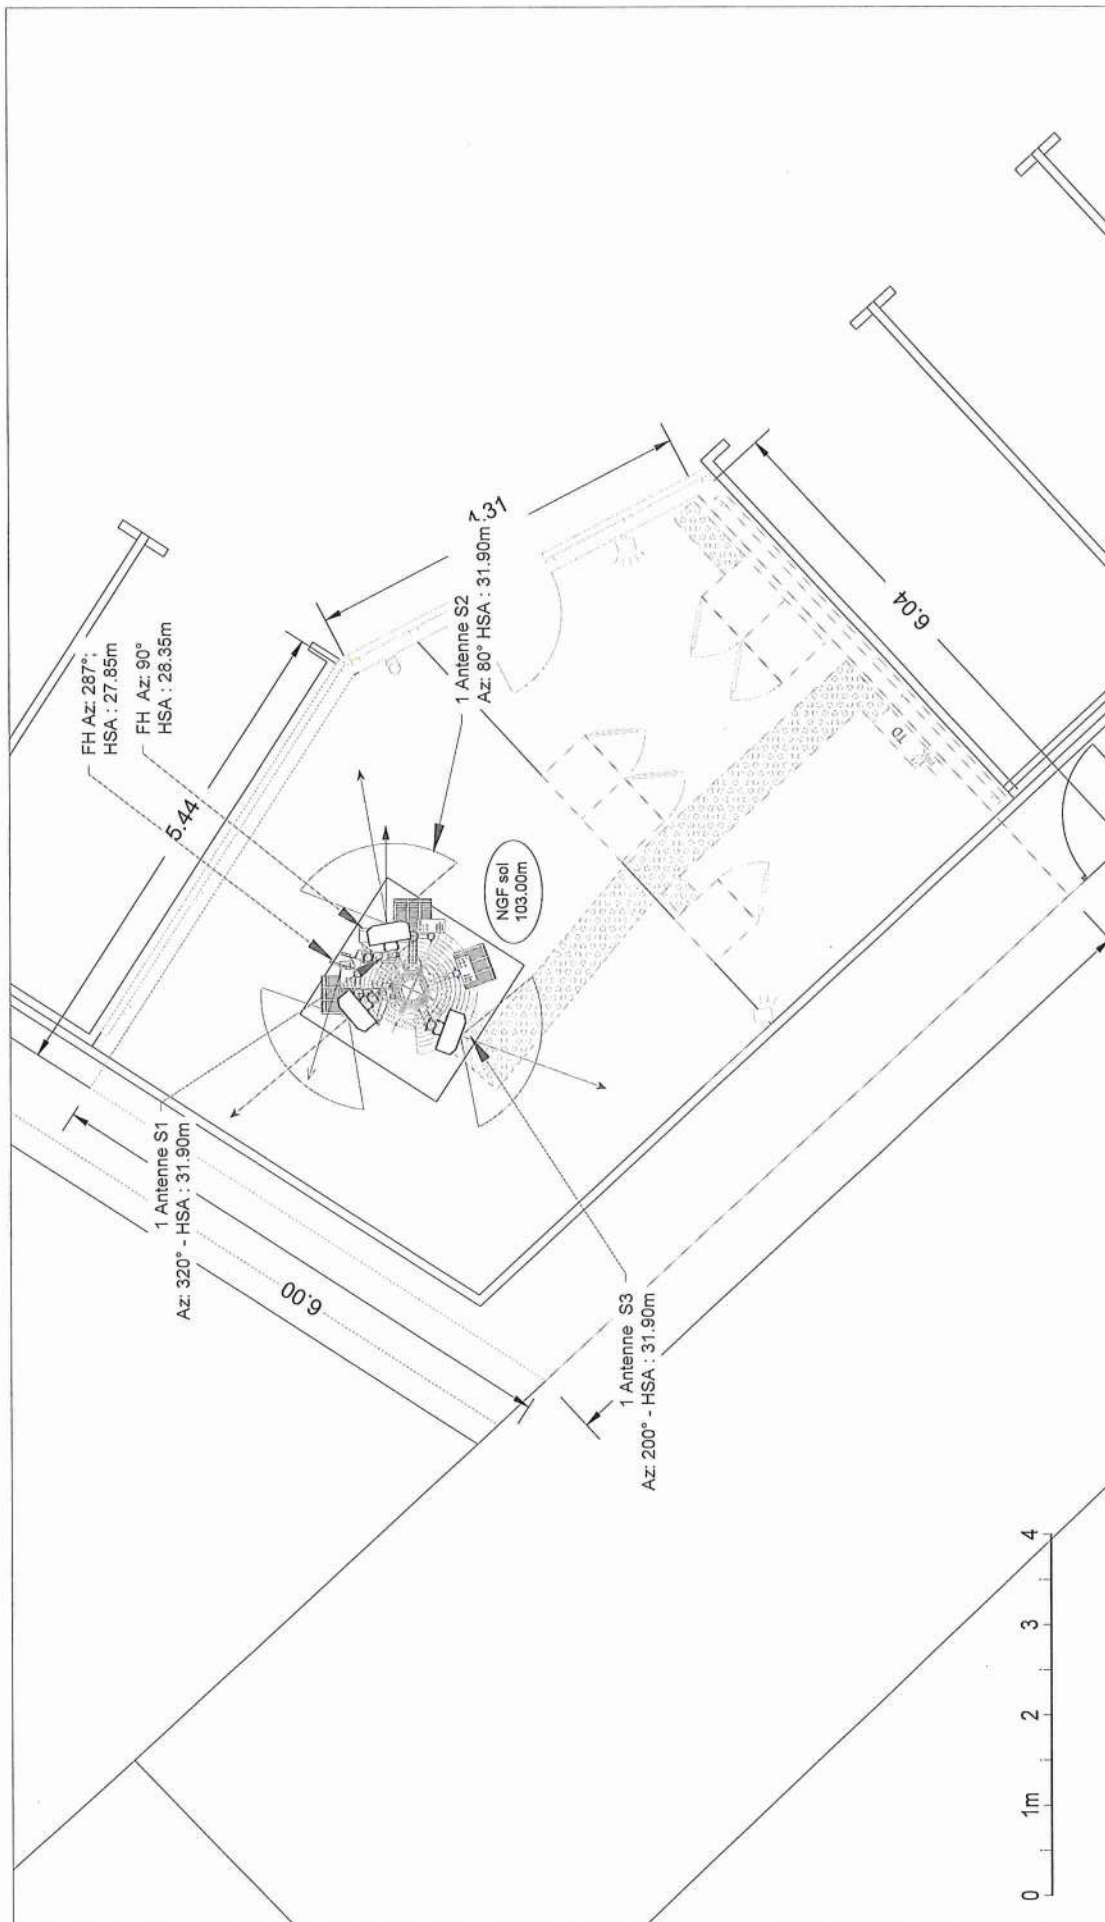 FH Az: 287°;
HSA : 27.85m
FH Az: 90°
HSA : 28.35m
5.44
1 Antenne S2
Az: 80° HSA : 31.90m
6.04
TD
NGF sol
103.00m
1 Antenne S1
Az: 320° - HSA : 31.90m
6.00
1 Antenne S3
Az: 200° - HSA : 31.90m
0 1m 2 3 4